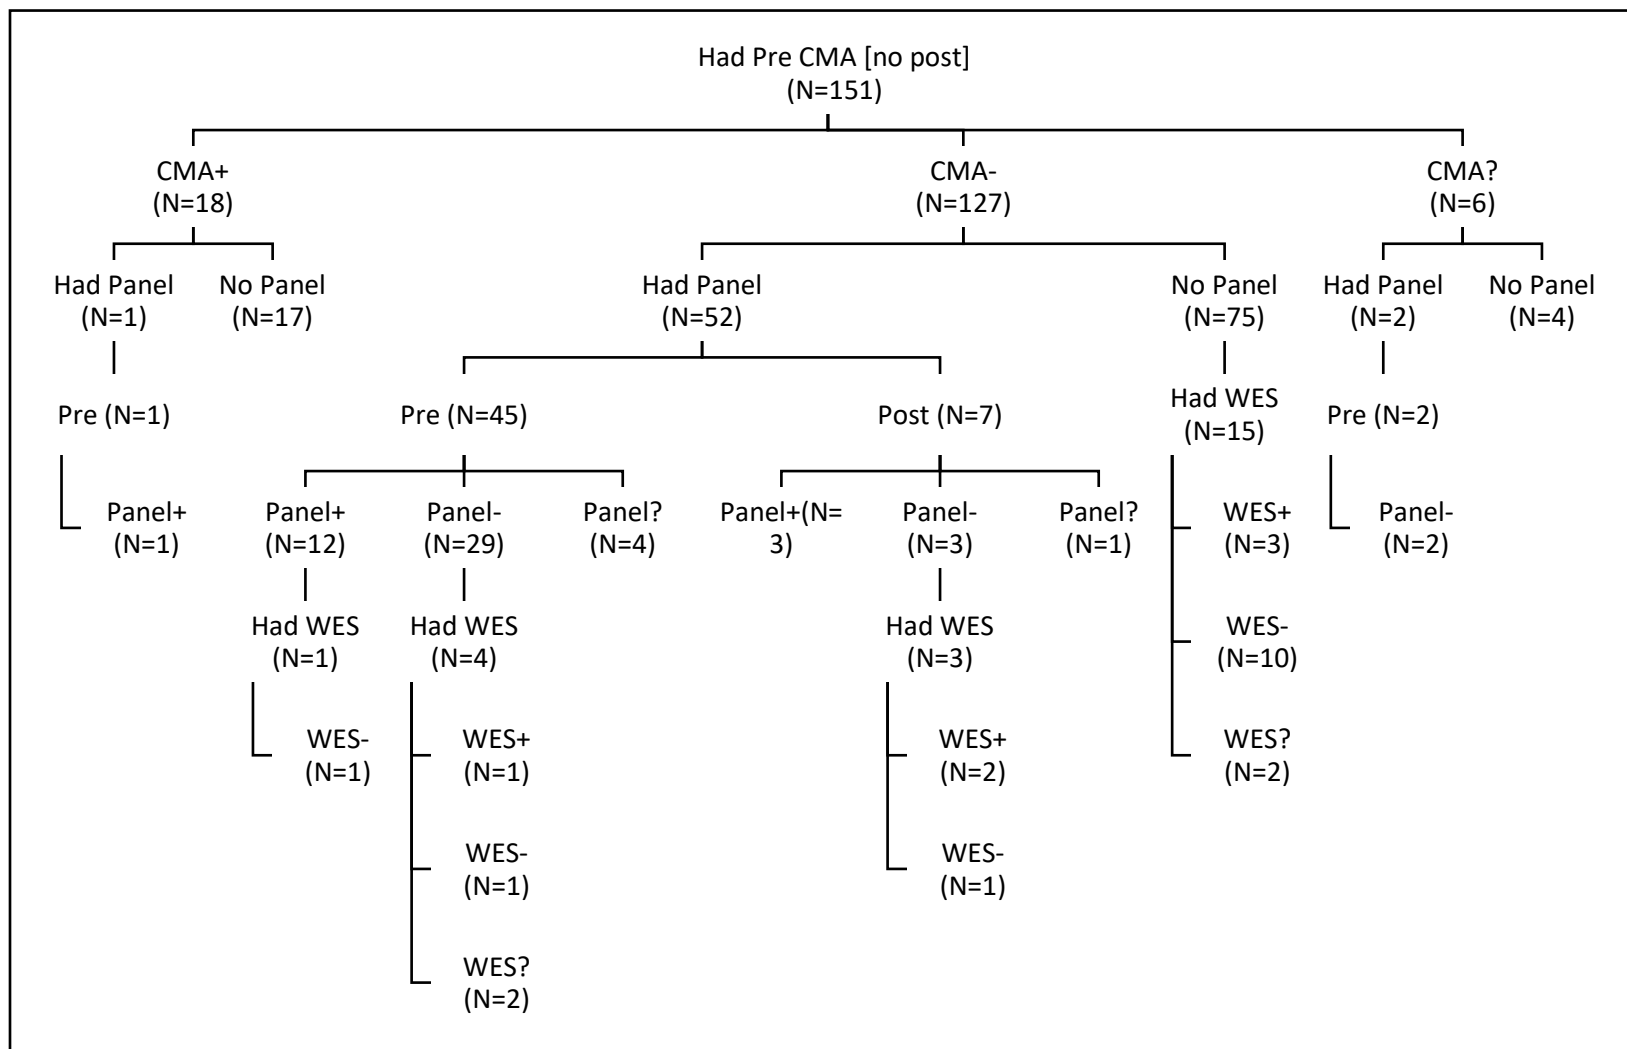 Had Pre CMA [no post]
(N=151)
CMA+
(N=18)
CMA-
(N=127)
CMA?
(N=6)
Had Panel
(N=1)
No Panel
(N=17)
Had Panel
(N=52)
No Panel
(N=75)
Had Panel
(N=2)
No Panel
(N=4)
Pre (N=1)
Pre (N=45)
Post (N=7)
Had WES
(N=15)
Pre (N=2)
Panel+
(N=1)
Panel+
(N=12)
Panel-
(N=29)
Panel?
(N=4)
Panel+(N=
3)
Panel-
(N=3)
Panel?
(N=1)
WES+
(N=3)
Panel-
(N=2)
Had WES
(N=1)
Had WES
(N=4)
Had WES
(N=3)
WES-
(N=10)
WES-
(N=1)
WES+
(N=1)
WES+
(N=2)
WES?
(N=2)
WES-
(N=1)
WES-
(N=1)
WES?
(N=2)